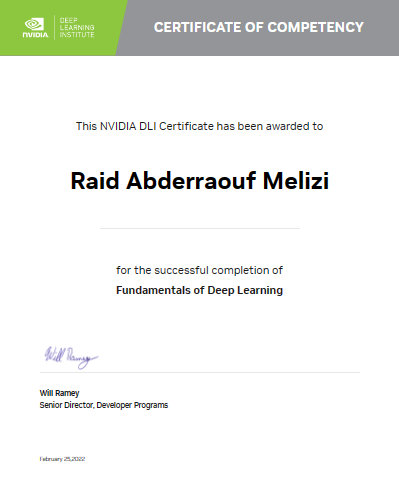 NVIDIA.
DEEP
LEARNING
INSTITUTE
CERTIFICATE OF COMPETENCY
This NVIDIA DLI Certificate has been awarded to
Raid Abderraouf Melizi
for the successful completion of
Fundamentals of Deep Learning
Will Ramey
Will Ramey
Senior Director, Developer Programs
February 25,2022